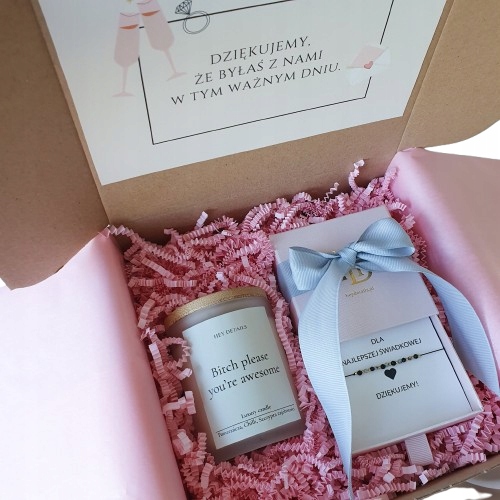 DZIĘKUJEMY,
ŻE BYŁAŚ Z NAMI
W TYM WAŻNYM DNIU.
HEY DETAILS
Bitch please
you're awesome
Luxury candle
DLA
NAJLEPSZEJ ŚWIADKOWEJ
DZIĘKUJEMY!